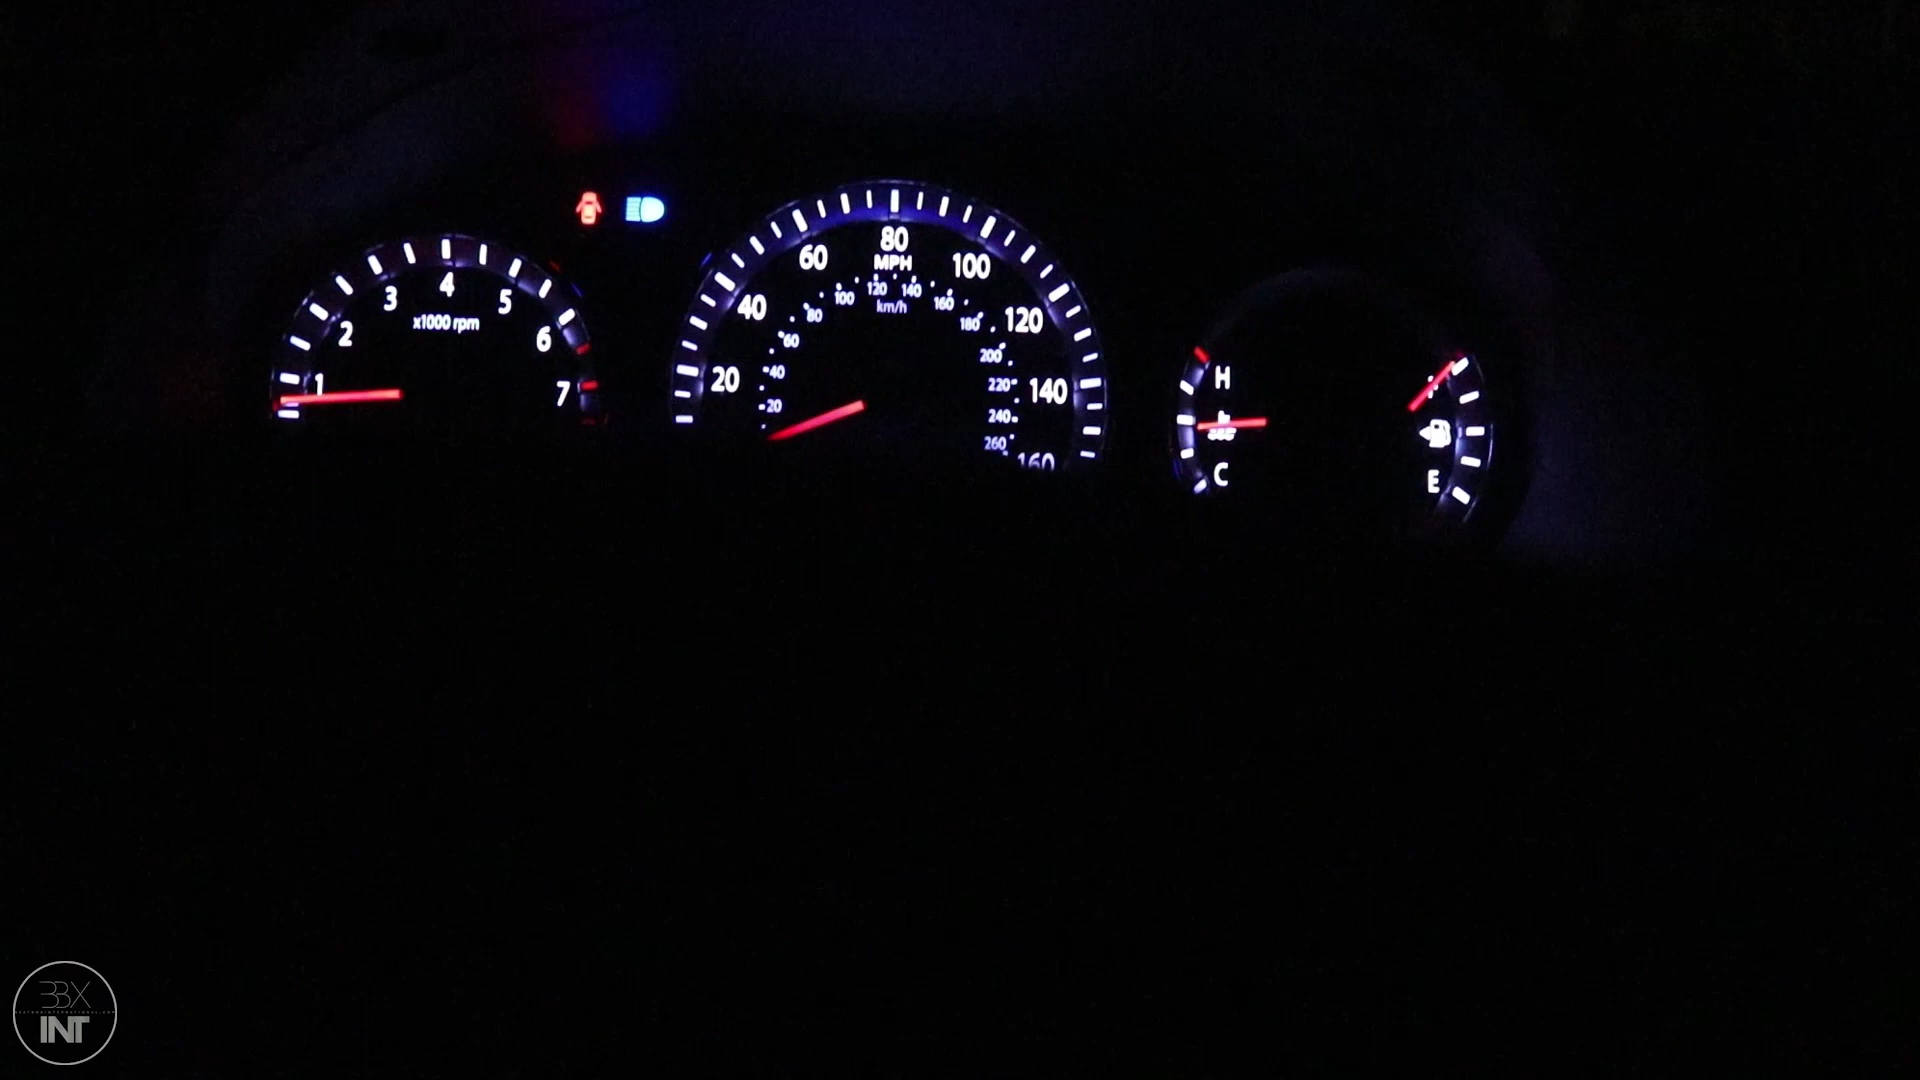 1 2 3 4 5 6 7
x1000 rpm
20 40 60 80 100 120 140 160
MPH
20 40 60 80 100 120 140 160 180 200 220 240 260
km/h
H
C
E
BBX
INT